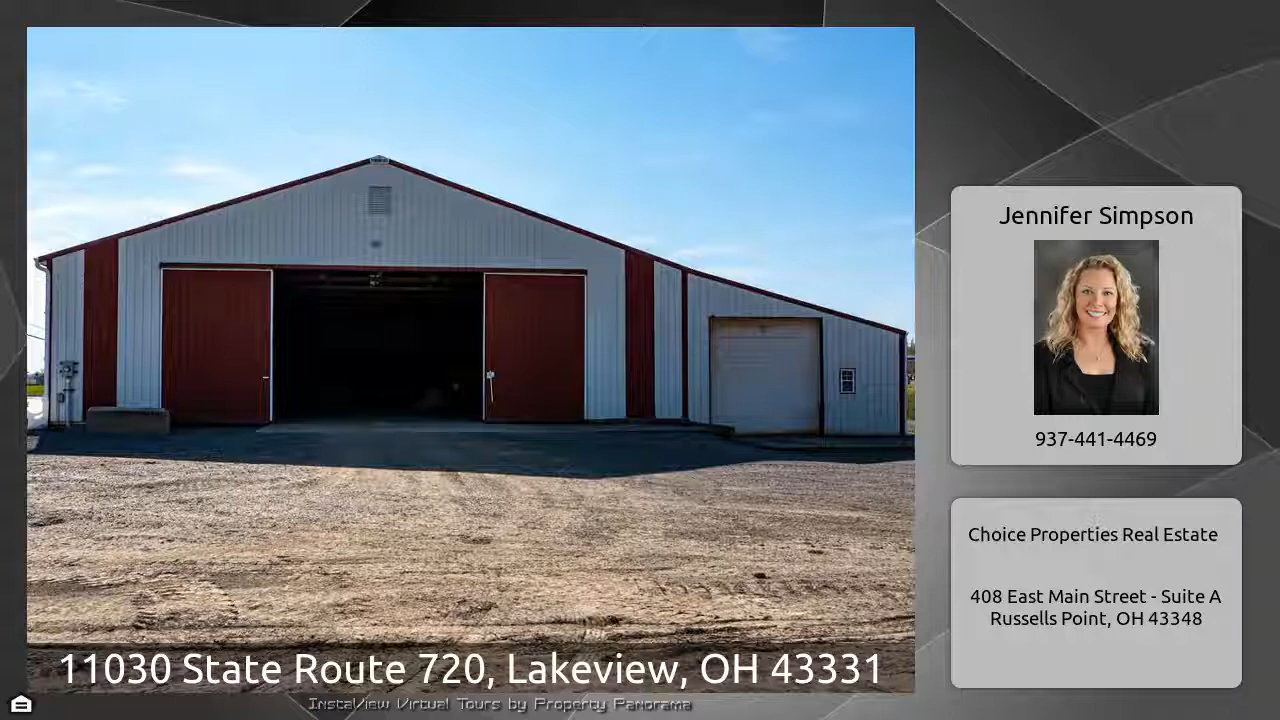 Jennifer Simpson
937-441-4469
Choice Properties Real Estate
408 East Main Street - Suite A
Russells Point, OH 43348
11030 State Route 720, Lakeview, OH 43331
InstaView Virtual Tours by Property Panorama